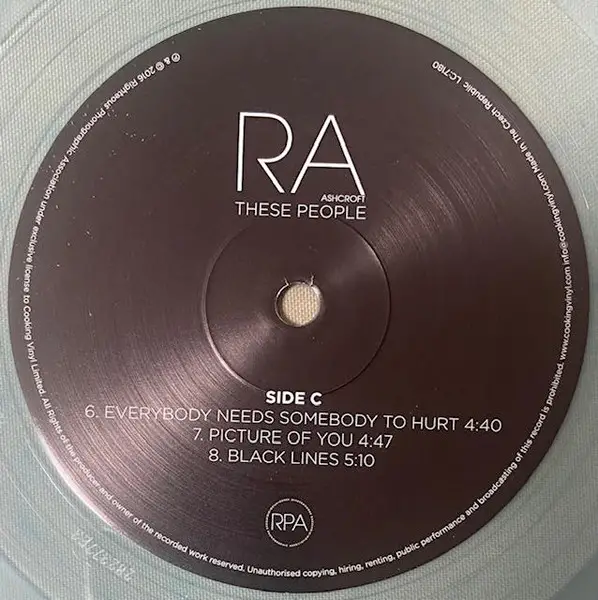 RA
ASHCROFT
THESE PEOPLE
SIDE C
6. EVERYBODY NEEDS SOMEBODY TO HURT 4:40
7. PICTURE OF YOU 4:47
8. BLACK LINES 5:10
RPA
℗ & © 2016 Righteous Phonographic Association under exclusive license to Cooking Vinyl Limited. All Rights of the producer and owner of the recorded work reserved. Unauthorised copying, hiring, renting, public performance and broadcasting of this record is prohibited. www.cookingvinyl.com info@cookingvinyl.com Made In The Czech Republic LC7180